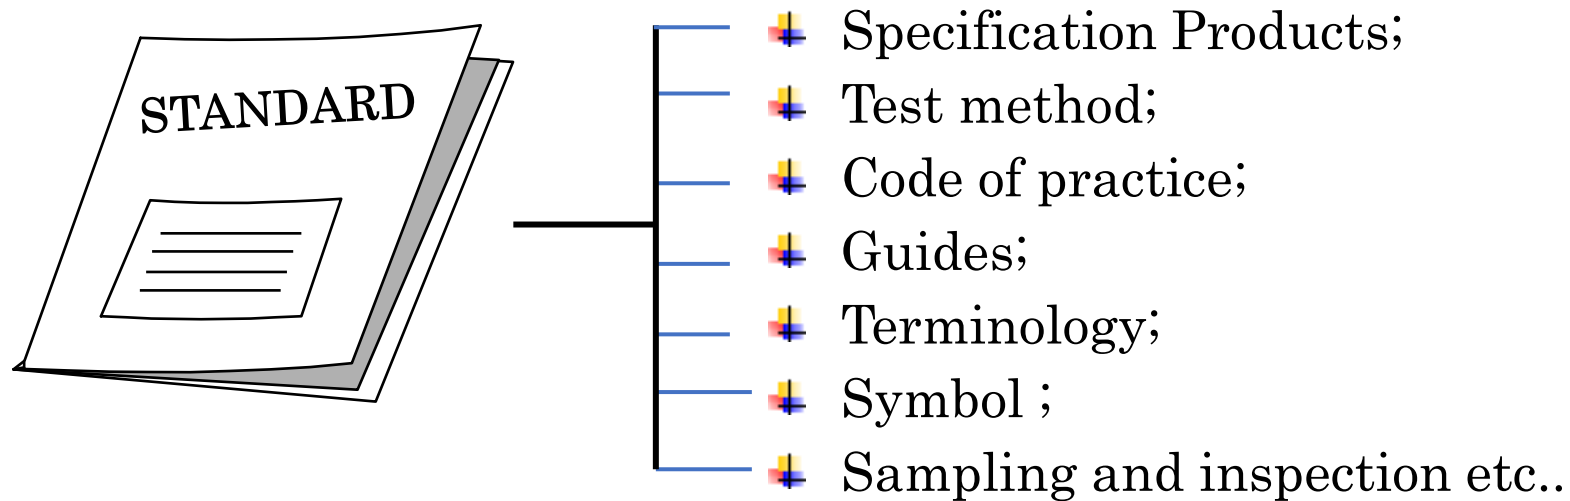 STANDARD
Specification Products;
Test method;
Code of practice;
Guides;
Terminology;
Symbol ;
Sampling and inspection etc..